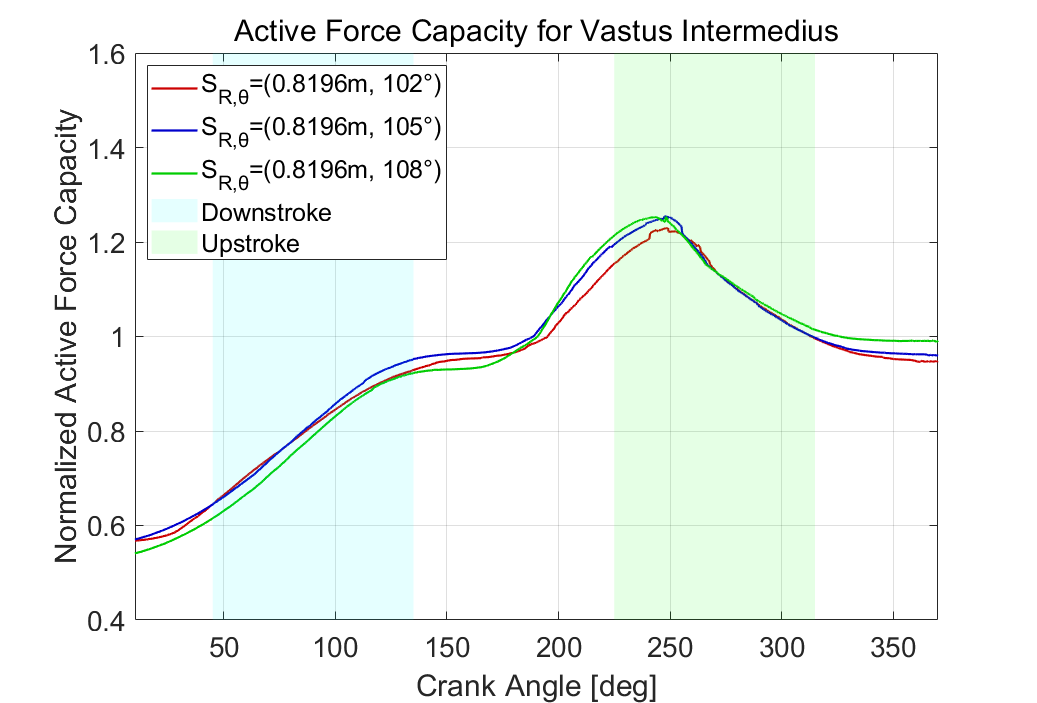 Active Force Capacity for Vastus Intermedius
1.6
1.4
1.2
1
0.8
0.6
0.4
Normalized Active Force Capacity
S_R,θ=(0.8196m, 102°)
S_R,θ=(0.8196m, 105°)
S_R,θ=(0.8196m, 108°)
Downstroke
Upstroke
50 100 150 200 250 300 350
Crank Angle [deg]